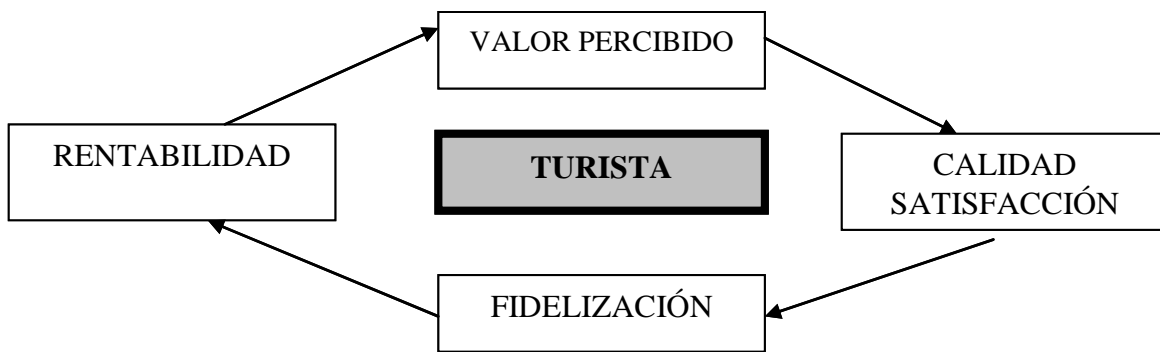 VALOR PERCIBIDO
RENTABILIDAD
TURISTA
CALIDAD
SATISFACCIÓN
FIDELIZACIÓN